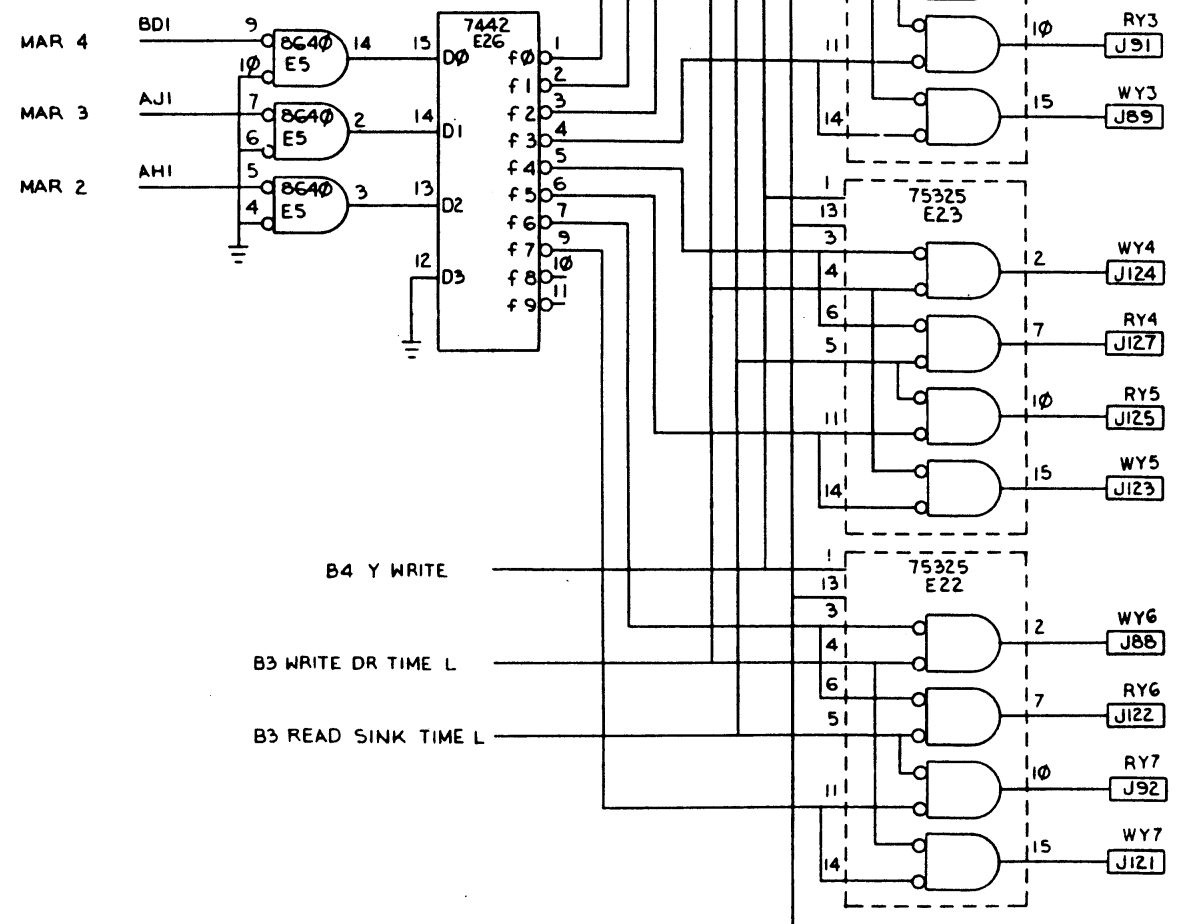 MAR 4 BD1 9 8640 E5 14 15
10
MAR 3 AJ1 7 8640 E5 2 14
6
MAR 2 AH1 5 8640 E5 3 13
4
12
7442
E26
D0 f0 1
f1 2
f2 3
D1 f3 4
f4 5
f5 6
D2 f6 7
f7 9
D3 f8 10
f9 11
11 10 RY3
J91
14 15 WY3
J89
75325
E23
1
13
3
4 2 WY4
J124
6
5 7 RY4
J127
11 10 RY5
J125
14 15 WY5
J123
B4 Y WRITE
75325
E22
1
13
3
4 2 WY6
J88
B3 WRITE DR TIME L
6
5 7 RY6
J122
B3 READ SINK TIME L
11 10 RY7
J92
14 15 WY7
J121